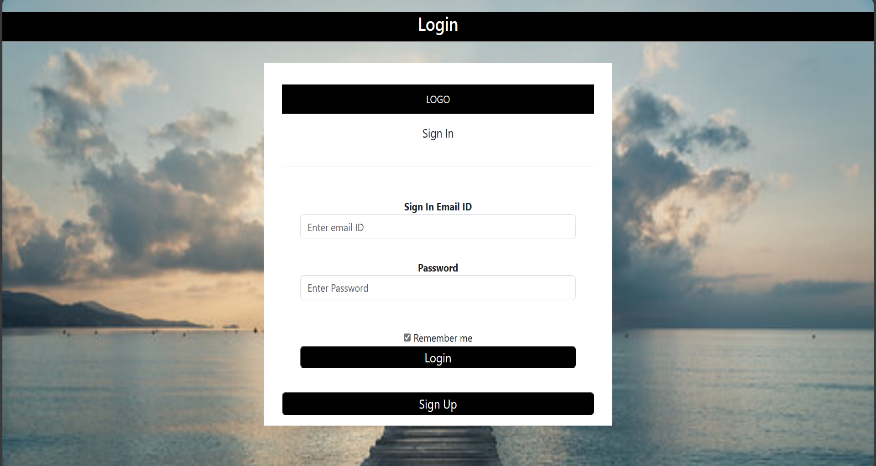 Login
LOGO
Sign In
Sign In Email ID
Enter email ID
Password
Enter Password
Remember me
Login
Sign Up